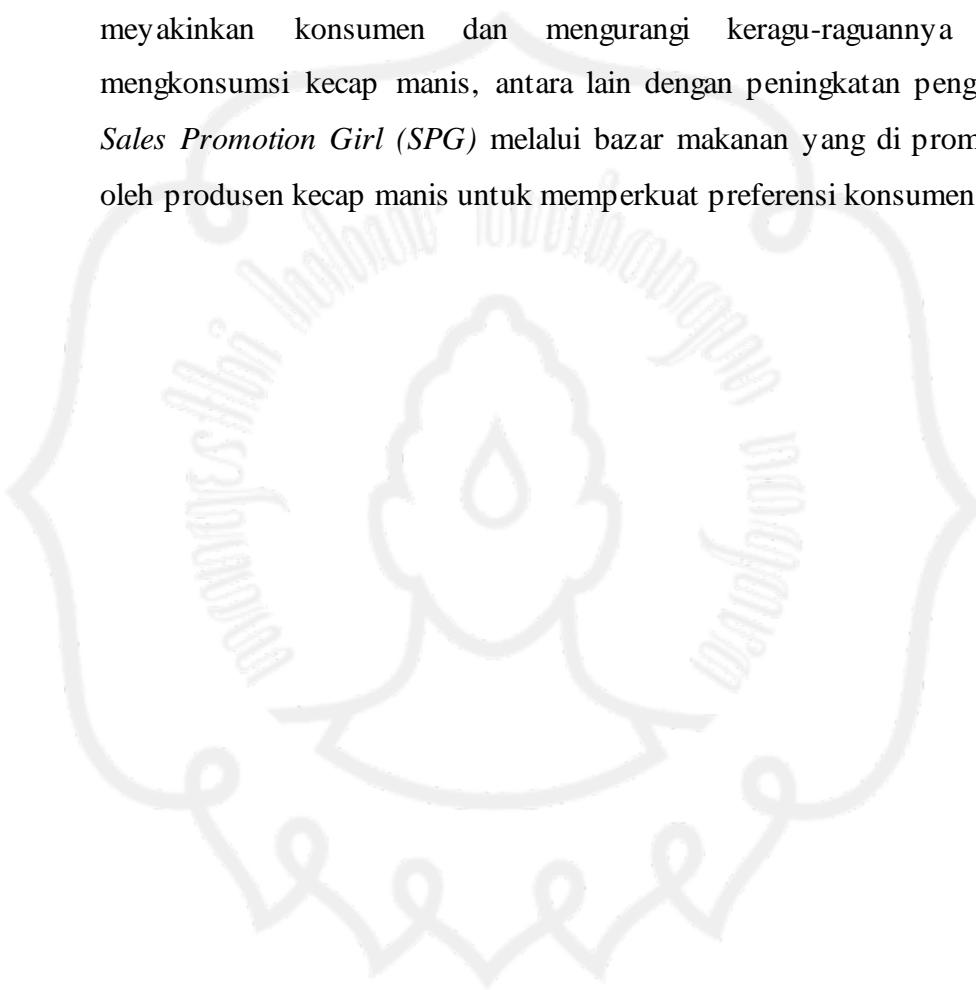 meyakinkan konsumen dan mengurangi keragu-raguannya
mengkonsumsi kecap manis, antara lain dengan peningkatan peng
Sales Promotion Girl (SPG) melalui bazar makanan yang di prom
oleh produsen kecap manis untuk memperkuat preferensi konsumen